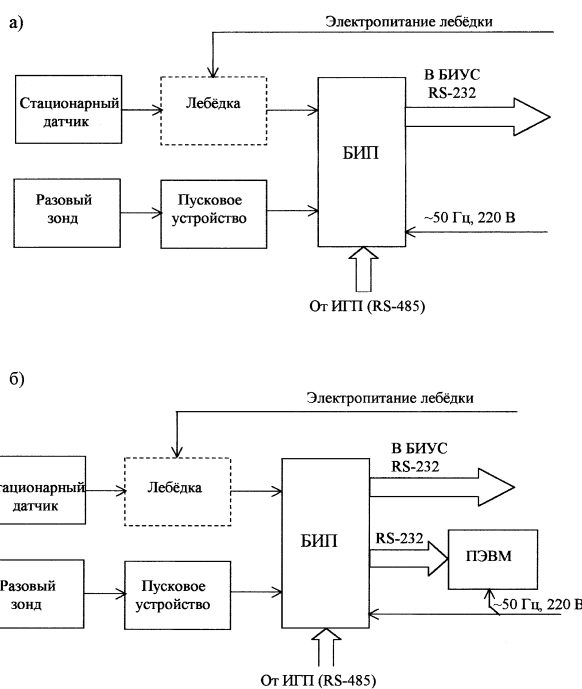 а)
Электропитание лебёдки
Стационарный
датчик
Лебёдка
БИП
В БИУС
RS-232
Разовый
зонд
Пусковое
устройство
~50 Гц, 220 В
От ИГП (RS-485)
б)
Электропитание лебёдки
тационарный
датчик
Лебёдка
БИП
В БИУС
RS-232
RS-232
ПЭВМ
Разовый
зонд
Пусковое
устройство
~50 Гц, 220 В
От ИГП (RS-485)